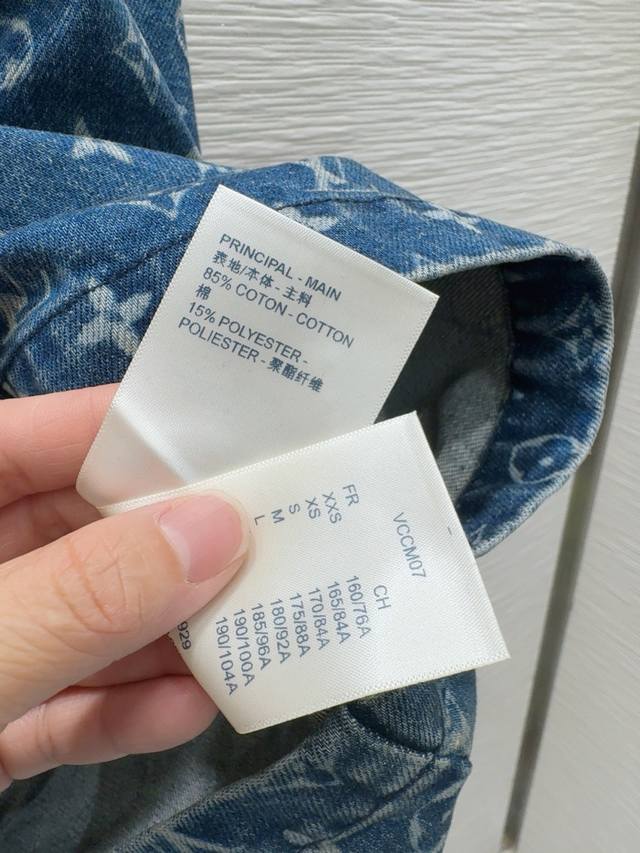 PRINCIPAL - MAIN
表地/本体 - 主料
85% COTON - COTTON
棉
15% POLYESTER -
POLIESTER - 聚酯纤维
VCCM07
FR CH
XXS 160/76A
XS 165/84A
S 170/84A
M 175/88A
L 180/92A
185/96A
190/100A
190/104A
929